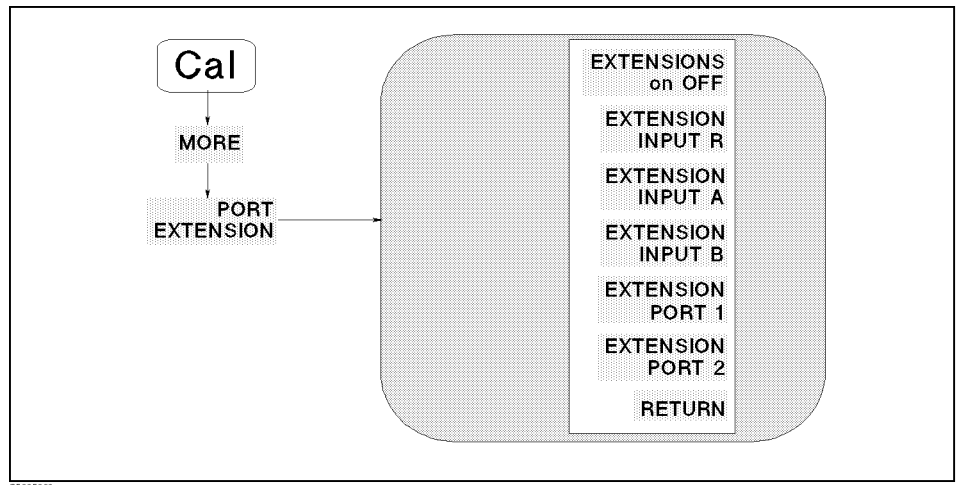 Cal
MORE
PORT
EXTENSION
EXTENSIONS
on OFF
EXTENSION
INPUT R
EXTENSION
INPUT A
EXTENSION
INPUT B
EXTENSION
PORT 1
EXTENSION
PORT 2
RETURN